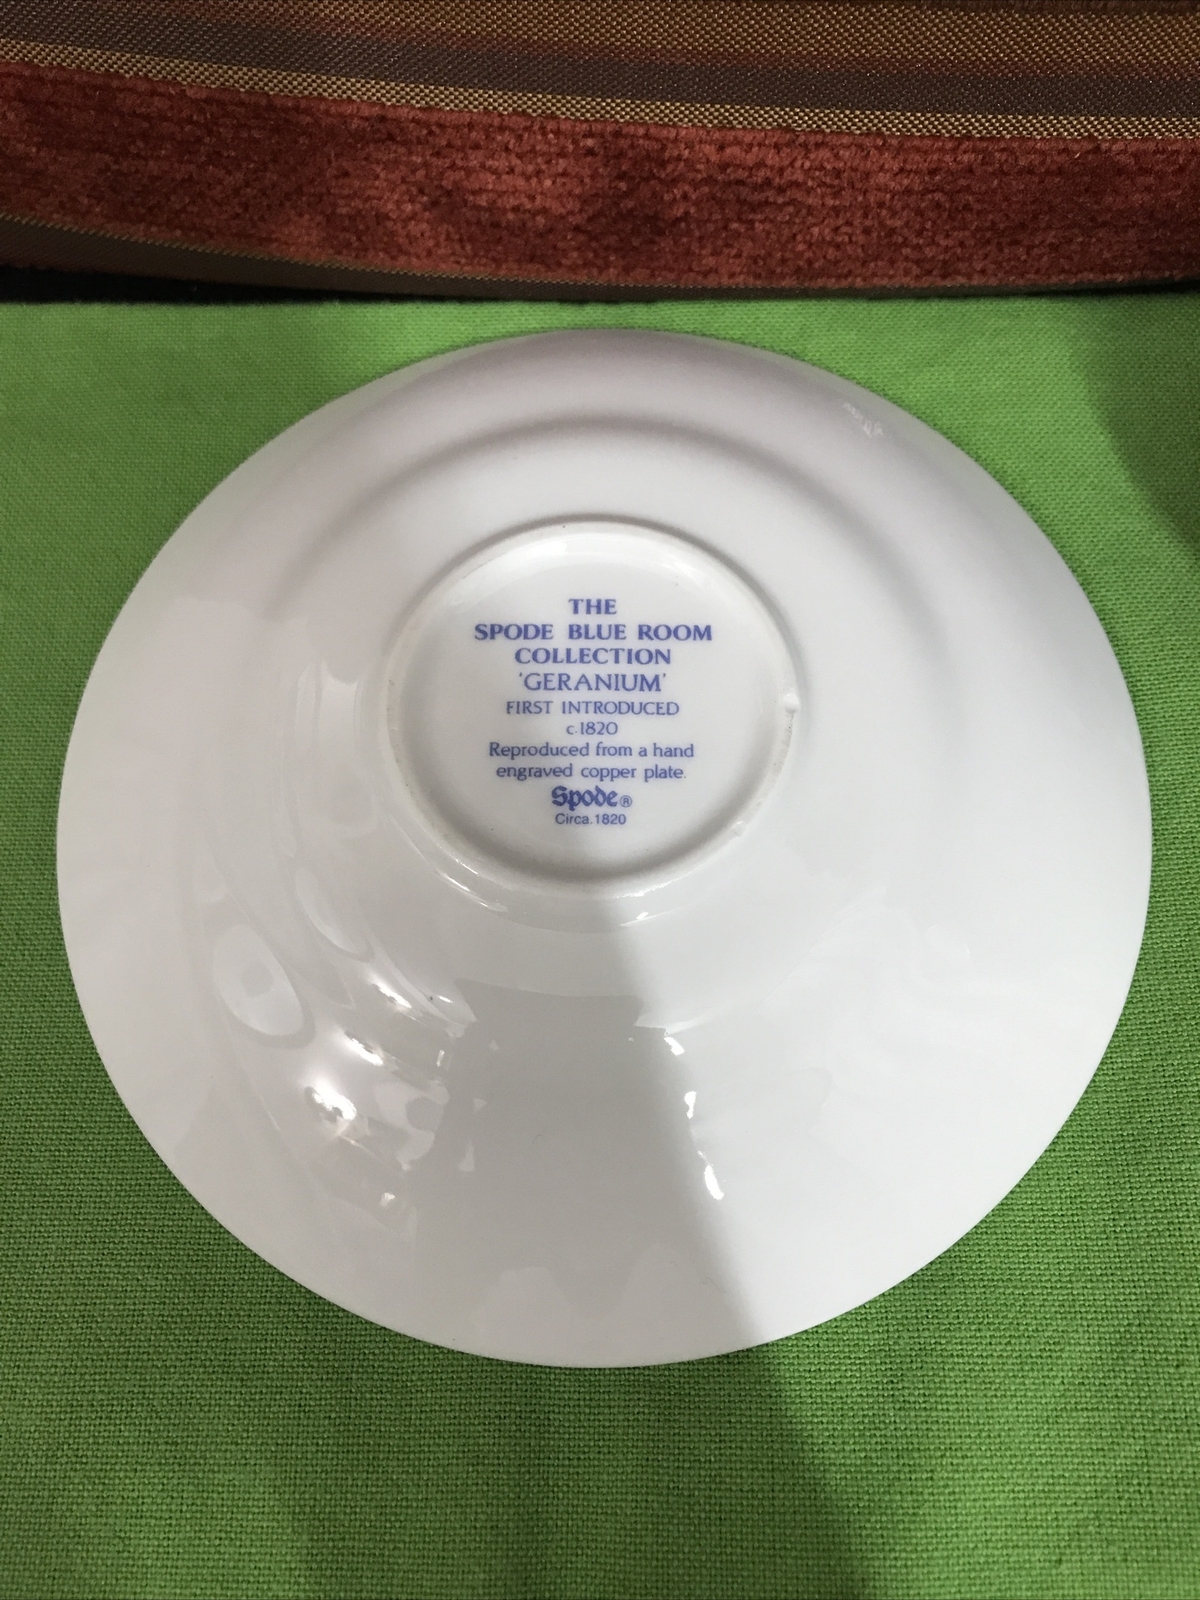 THE
SPODE BLUE ROOM
COLLECTION
'GERANIUM'
FIRST INTRODUCED
c.1820
Reproduced from a hand
engraved copper plate.
Spode®
Circa.1820